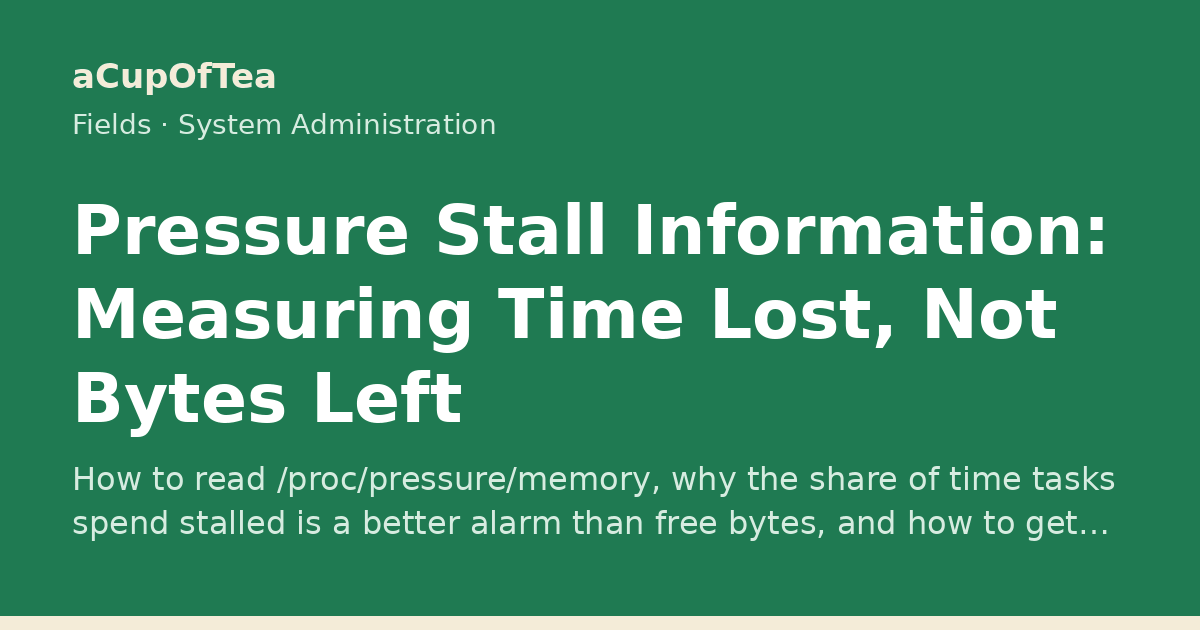 aCupOfTea
Fields · System Administration
Pressure Stall Information:
Measuring Time Lost, Not
Bytes Left
How to read /proc/pressure/memory, why the share of time tasks
spend stalled is a better alarm than free bytes, and how to get…